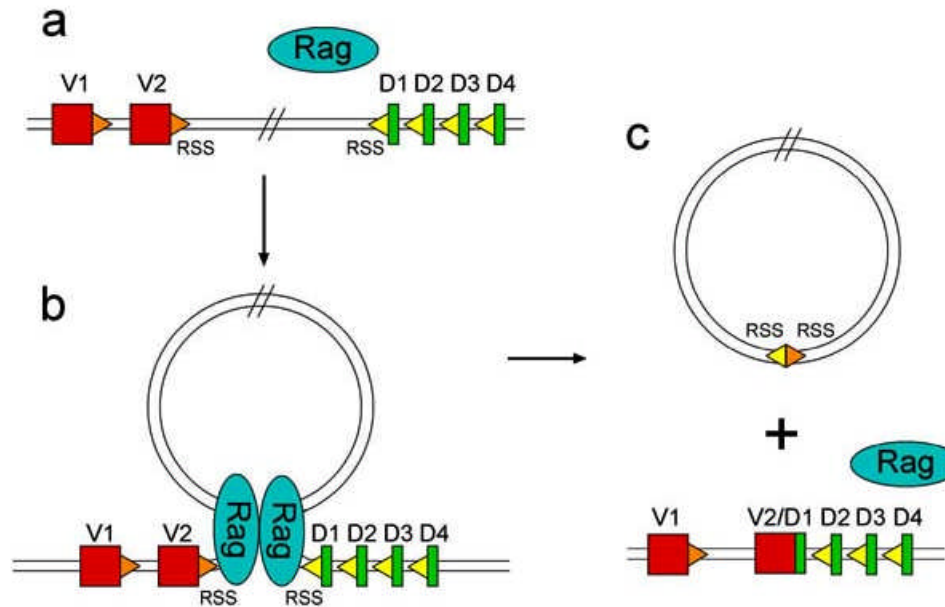 a
Rag
V1 V2 D1 D2 D3 D4
RSS RSS
b
Rag Rag
V1 V2 D1 D2 D3 D4
RSS RSS
c
RSS RSS
+
Rag
V1 V2/D1 D2 D3 D4